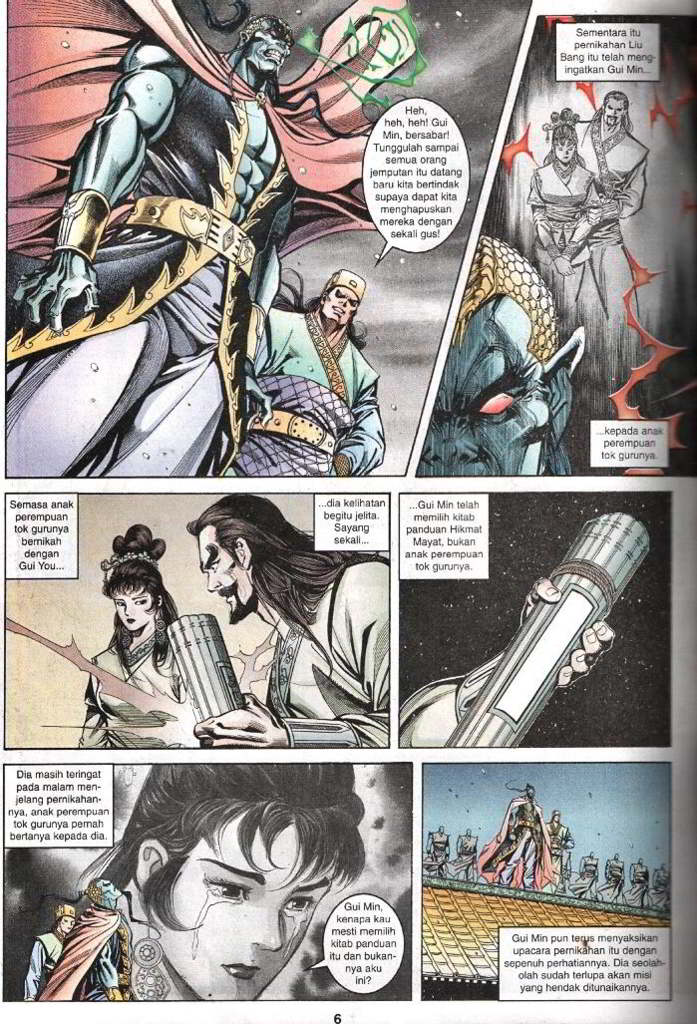 Heh,
heh, heh! Gui
Min, bersabar!
Tunggulah sampai
semua orang
jemputan itu datang
baru kita bertindak
supaya dapat kita
menghapuskan
mereka dengan
sekali gus!
Sementara itu
pernikahan Liu
Bang itu telah meng-
ingatkan Gui Min...
...kepada anak
perempuan
tok gurunya.
Semasa anak
perempuan
tok gurunya
bernikah
dengan
Gui You...
...dia kelihatan
begitu jelita.
Sayang
sekali...
...Gui Min telah
memilih kitab
panduan Hikmat
Mayat, bukan
anak perempuan
tok gurunya.
Dia masih teringat
pada malam men-
jelang pernikahan-
nya, anak perempuan
tok gurunya pernah
bertanya kepada dia.
Gui Min,
kenapa kau
mesti memilih
kitab panduan
itu dan bukan-
nya aku
ini?
Gui Min pun terus menyaksikan
upacara pernikahan itu dengan
sepenuh perhatiannya. Dia seolah-
olah sudah terlupa akan misi
yang hendak ditunaikannya.
6